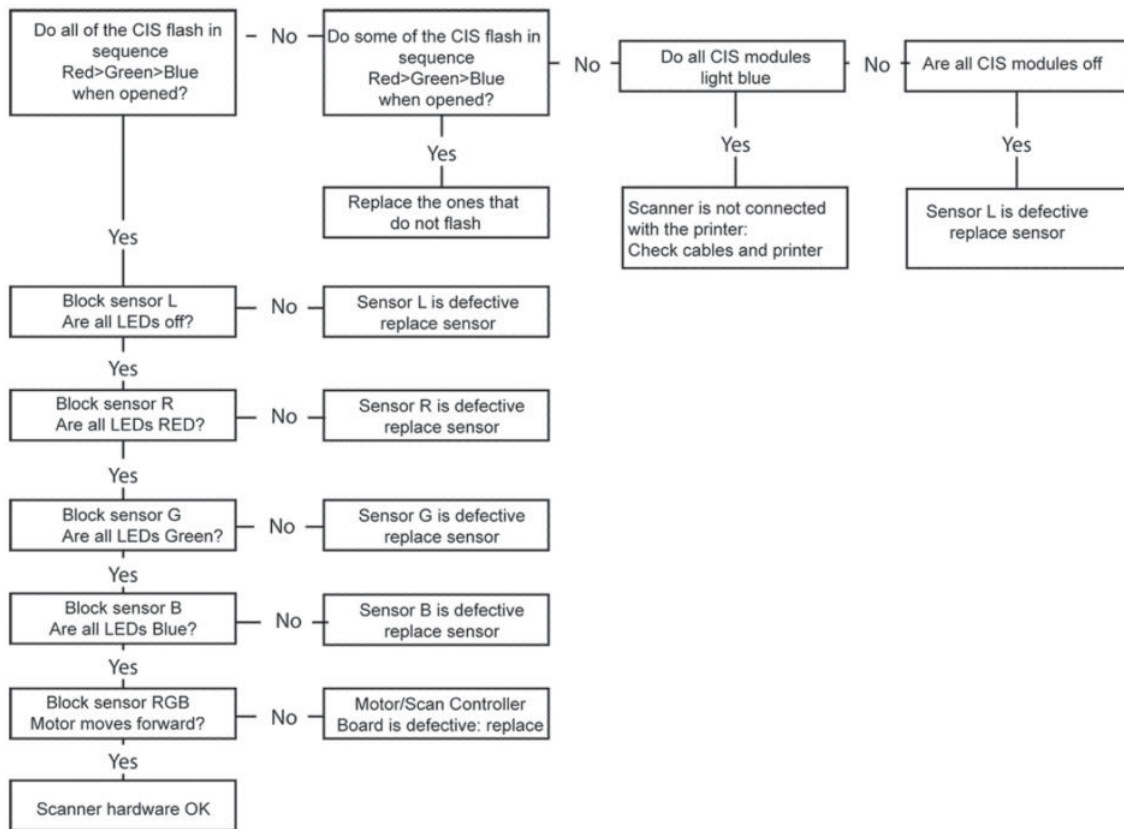 Do all of the CIS flash in
sequence
Red>Green>Blue
when opened?
No
Do some of the CIS flash in
sequence
Red>Green>Blue
when opened?
No
Do all CIS modules
light blue
No
Are all CIS modules off
Yes
Replace the ones that
do not flash
Yes
Scanner is not connected
with the printer:
Check cables and printer
Yes
Sensor L is defective
replace sensor
Yes
Block sensor L
Are all LEDs off?
No
Sensor L is defective
replace sensor
Yes
Block sensor R
Are all LEDs RED?
No
Sensor R is defective
replace sensor
Yes
Block sensor G
Are all LEDs Green?
No
Sensor G is defective
replace sensor
Yes
Block sensor B
Are all LEDs Blue?
No
Sensor B is defective
replace sensor
Yes
Block sensor RGB
Motor moves forward?
No
Motor/Scan Controller
Board is defective: replace
Yes
Scanner hardware OK